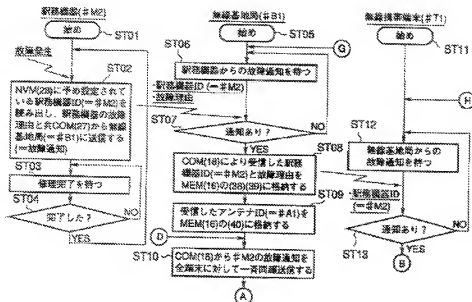 駅務機器(#M2)
始め
ST01
故障発生
ST02
NVM(28)に予め設定されて
いる駅務機器ID(=#M2)を
読み出し、駅務機器の故障
理由と共COM(27)から無線
基地局(=#B1)に送信する
(=故障通知)
ST03
修理完了を待つ
ST04
完了した?
NO
YES
無線基地局(#B1)
始め
ST05
G
ST06
駅務機器からの故障通知を待つ
・駅務機器ID(=#M2)
・故障理由
ST07
通知あり?
NO
YES
ST08
COM(18)により受信した駅務
機器ID(=#M2)と故障理由を
MEM(16)の(38)(39)に格納する
ST09
受信したアンテナID(=#A1)を
MEM(16)の(40)に格納する
D
ST10
COM(18)から#M2の故障通知を
全端末に対して一斉同報送信する
A
無線携帯端末(#T1)
始め
ST11
H
ST12
無線基地局からの
故障通知を待つ
・駅務機器ID
(=#M2)
通知あり?
NO
YES
ST13
B